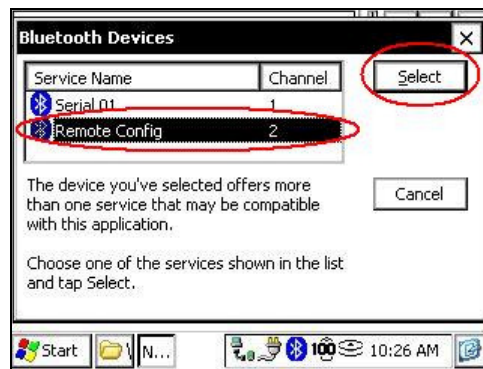 Bluetooth Devices
Service Name Channel
Serial 01 1
Remote Config 2
Select
The device you've selected offers more
than one service that may be compatible
with this application.
Cancel
Choose one of the services shown in the list
and tap Select.
Start \ N... 100 10:26 AM